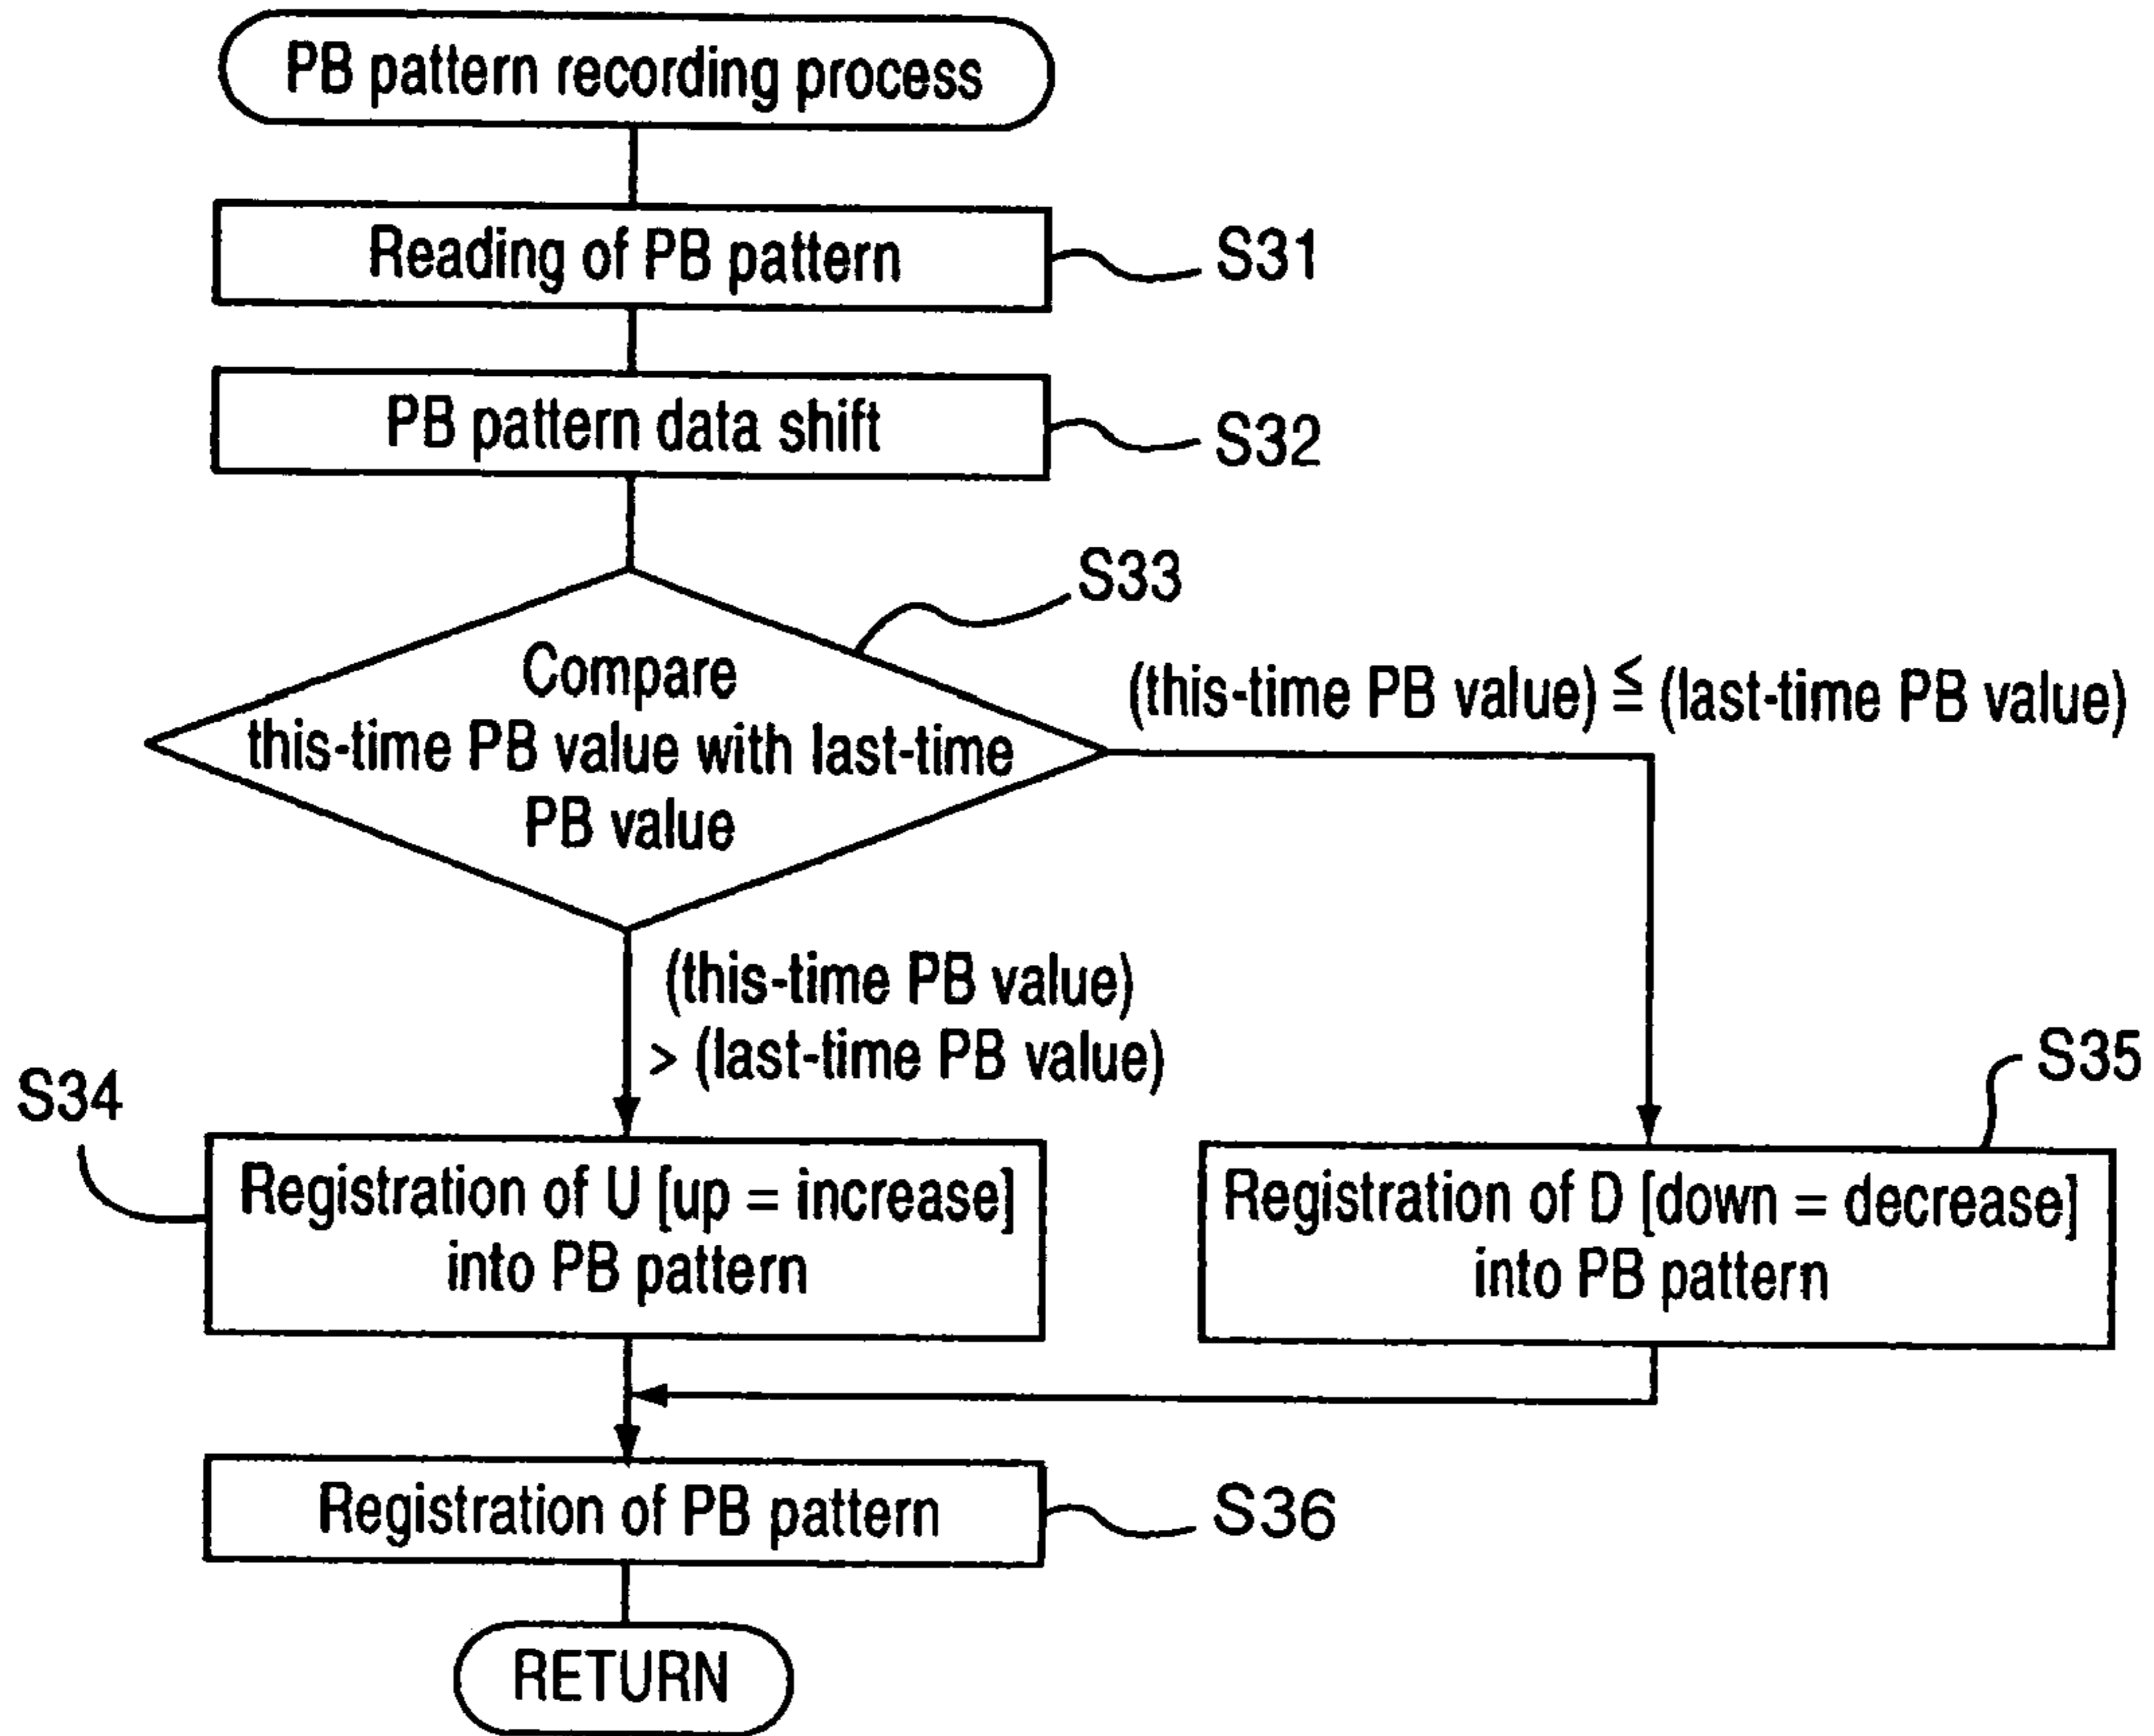 PB pattern recording process
Reading of PB pattern
S31
PB pattern data shift
S32
S33
Compare
this-time PB value with last-time
PB value
(this-time PB value) ≦ (last-time PB value)
(this-time PB value)
> (last-time PB value)
S34
S35
Registration of U [up = increase]
into PB pattern
Registration of D [down = decrease]
into PB pattern
Registration of PB pattern
S36
RETURN